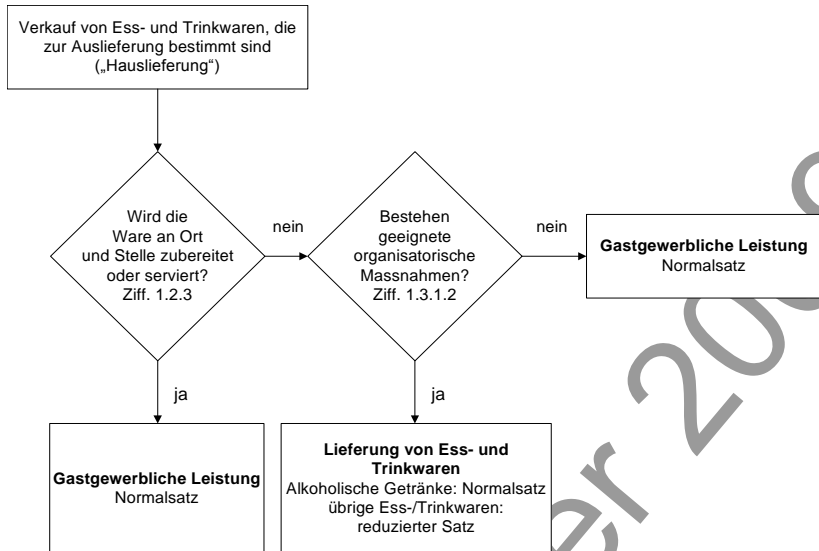 Verkauf von Ess- und Trinkwaren, die
zur Auslieferung bestimmt sind
(„Hauslieferung“)
Wird die
Ware an Ort
und Stelle zubereitet
oder serviert?
Ziff. 1.2.3
nein
Bestehen
geeignete
organisatorische
Massnahmen?
Ziff. 1.3.1.2
nein
Gastgewerbliche Leistung
Normalsatz
ja
ja
Gastgewerbliche Leistung
Normalsatz
Lieferung von Ess- und
Trinkwaren
Alkoholische Getränke: Normalsatz
übrige Ess-/Trinkwaren:
reduzierter Satz